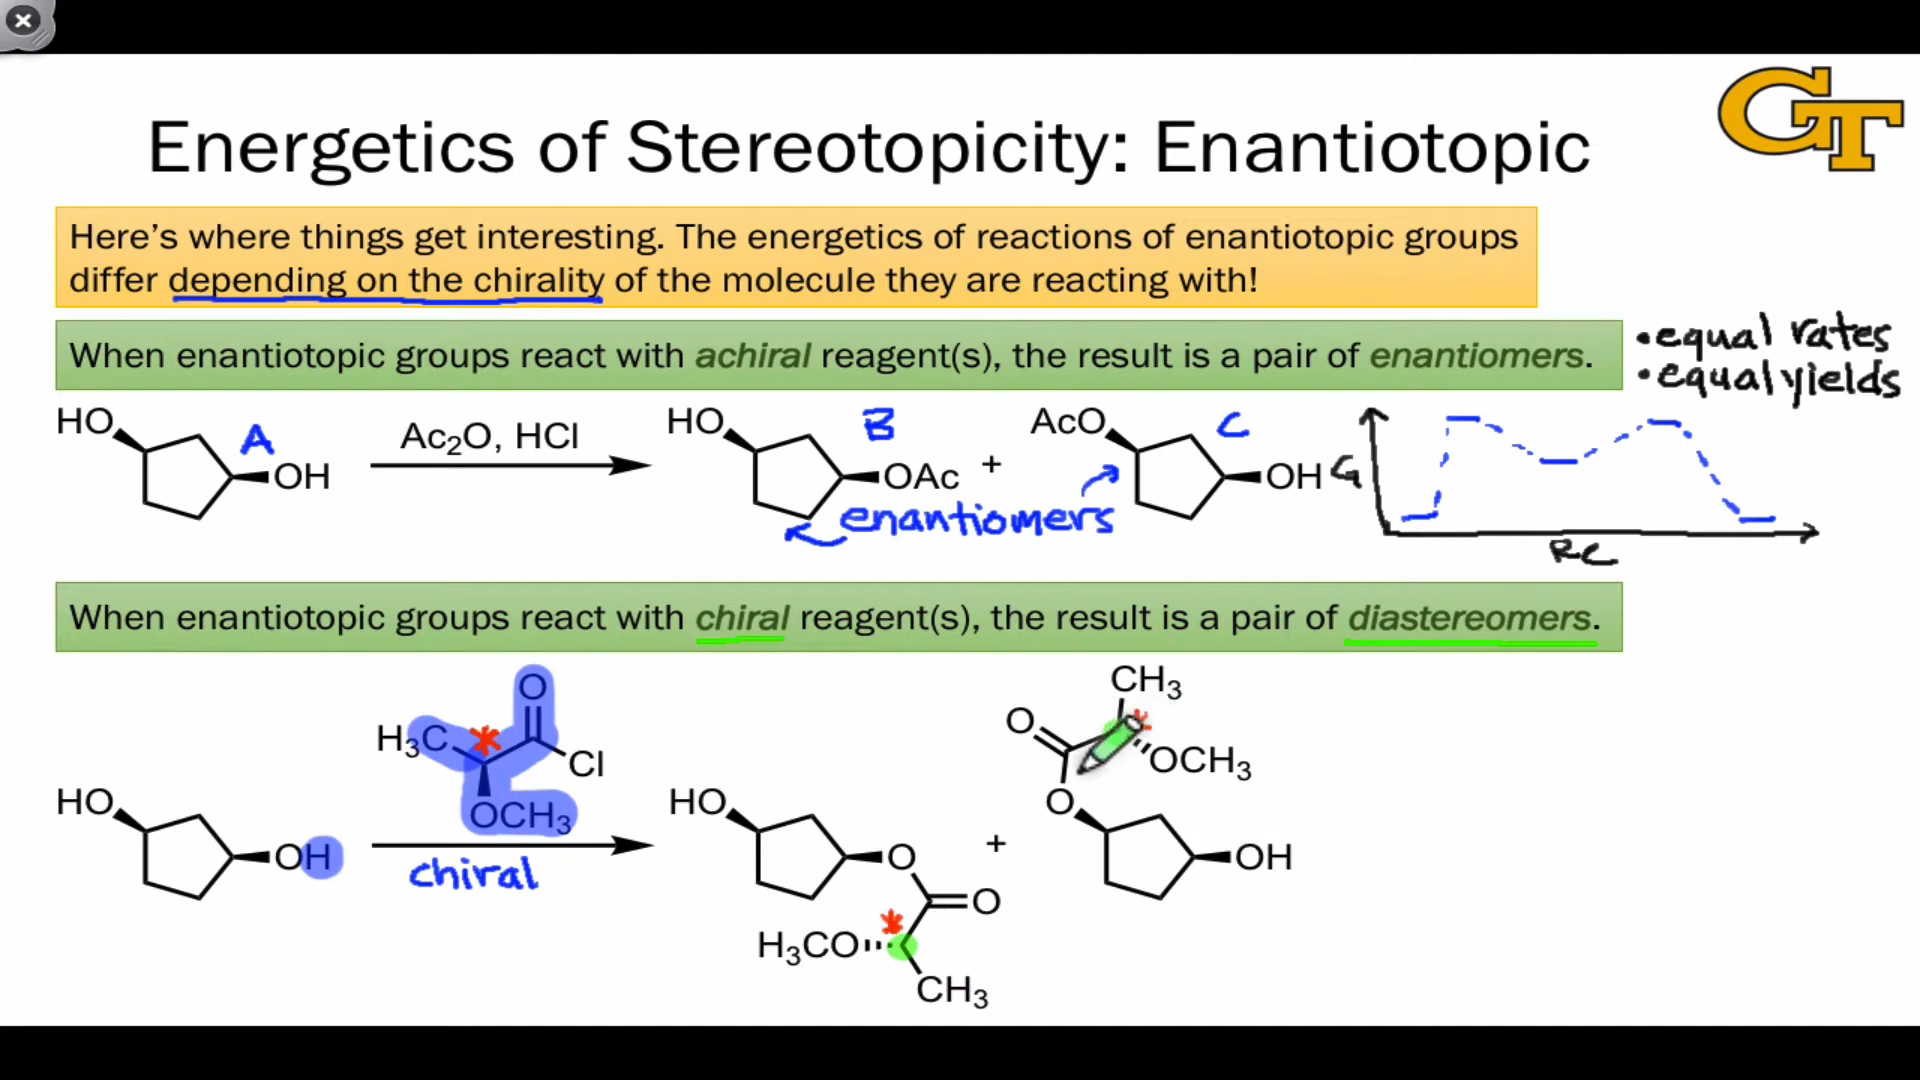 Energetics of Stereotopicity: Enantiotopic
GT
Here's where things get interesting. The energetics of reactions of enantiotopic groups
differ depending on the chirality of the molecule they are reacting with!
When enantiotopic groups react with achiral reagent(s), the result is a pair of enantiomers.
•equal rates
•equal yields
HO
OH
A
Ac₂O, HCl
HO
OAc
B
+
AcO
OH
C
enantiomers
G
RC
When enantiotopic groups react with chiral reagent(s), the result is a pair of diastereomers.
HO
OH
O
H₃C
*
Cl
OCH₃
chiral
HO
O
O
*
H₃CO
CH₃
+
CH₃
O
*
OCH₃
O
OH